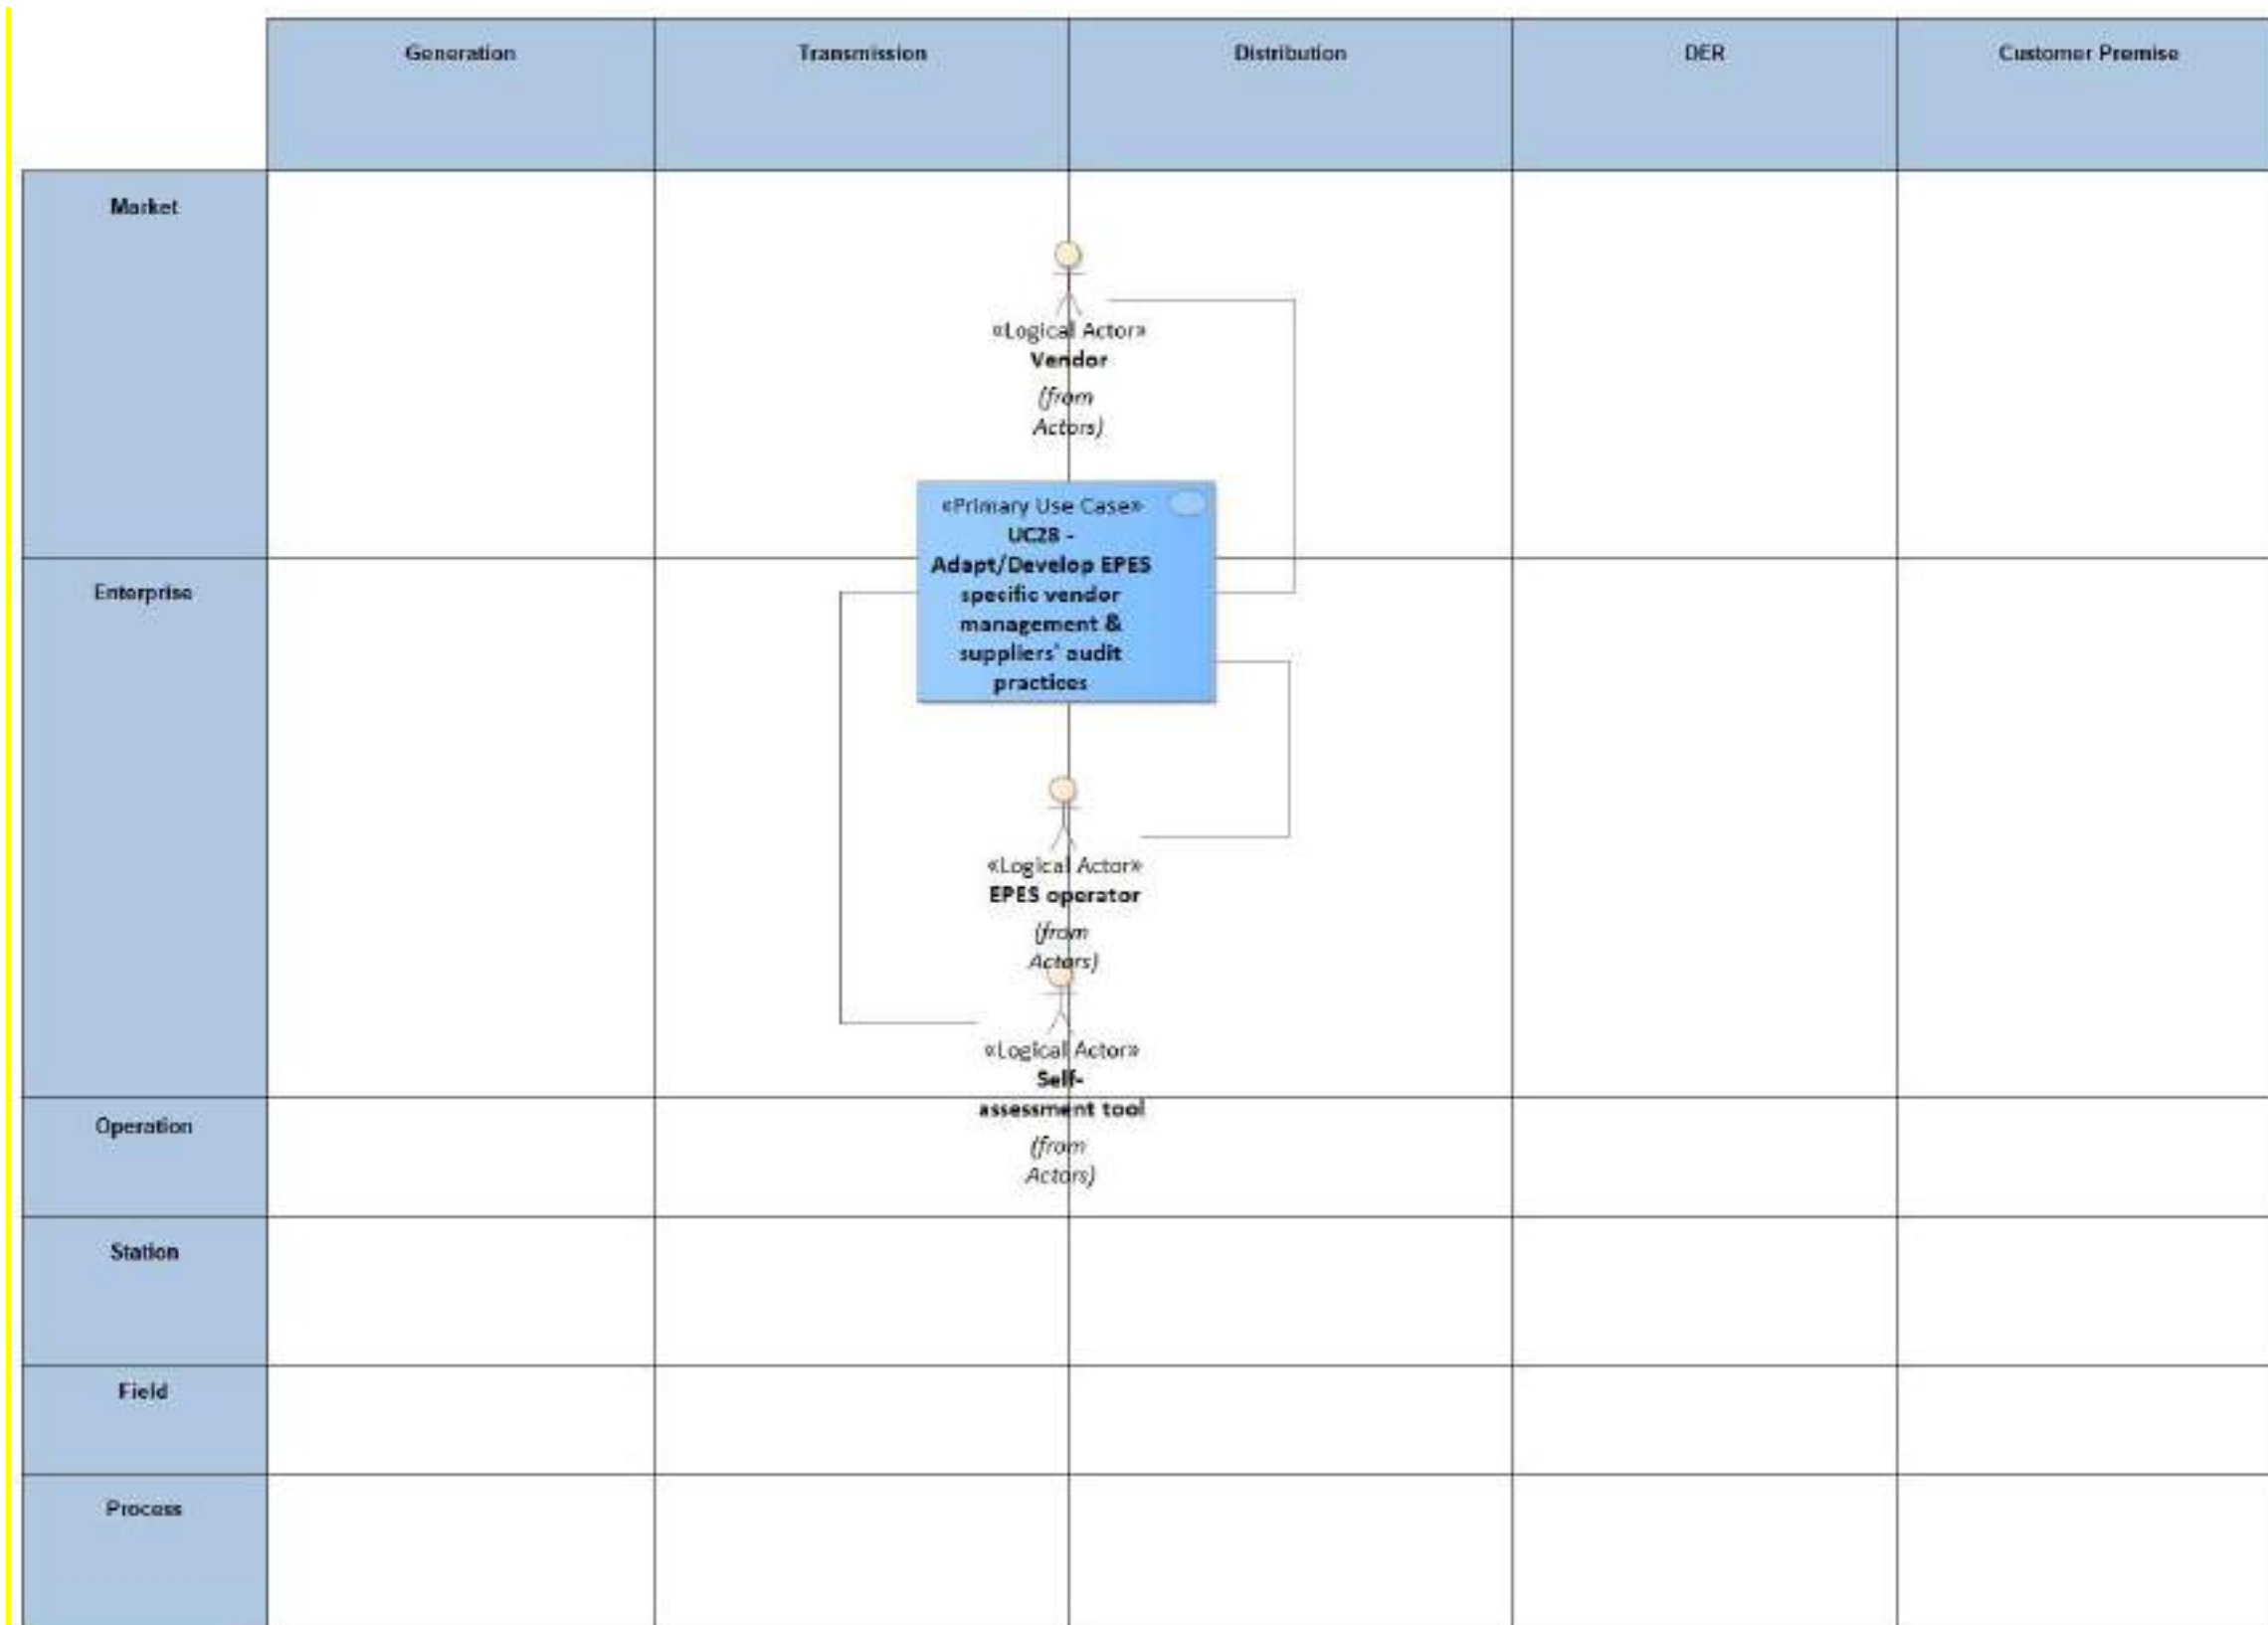 Generation
Transmission
Distribution
DER
Customer Premise
Market
«Logical Actor»
Vendor
(from
Actors)
«Primary Use Case»
UC28 -
Adapt/Develop EPES
specific vendor
management &
suppliers' audit
practices
Enterprise
«Logical Actor»
EPES operator
(from
Actors)
«Logical Actor»
Self-
assessment tool
(from
Actors)
Operation
Station
Field
Process